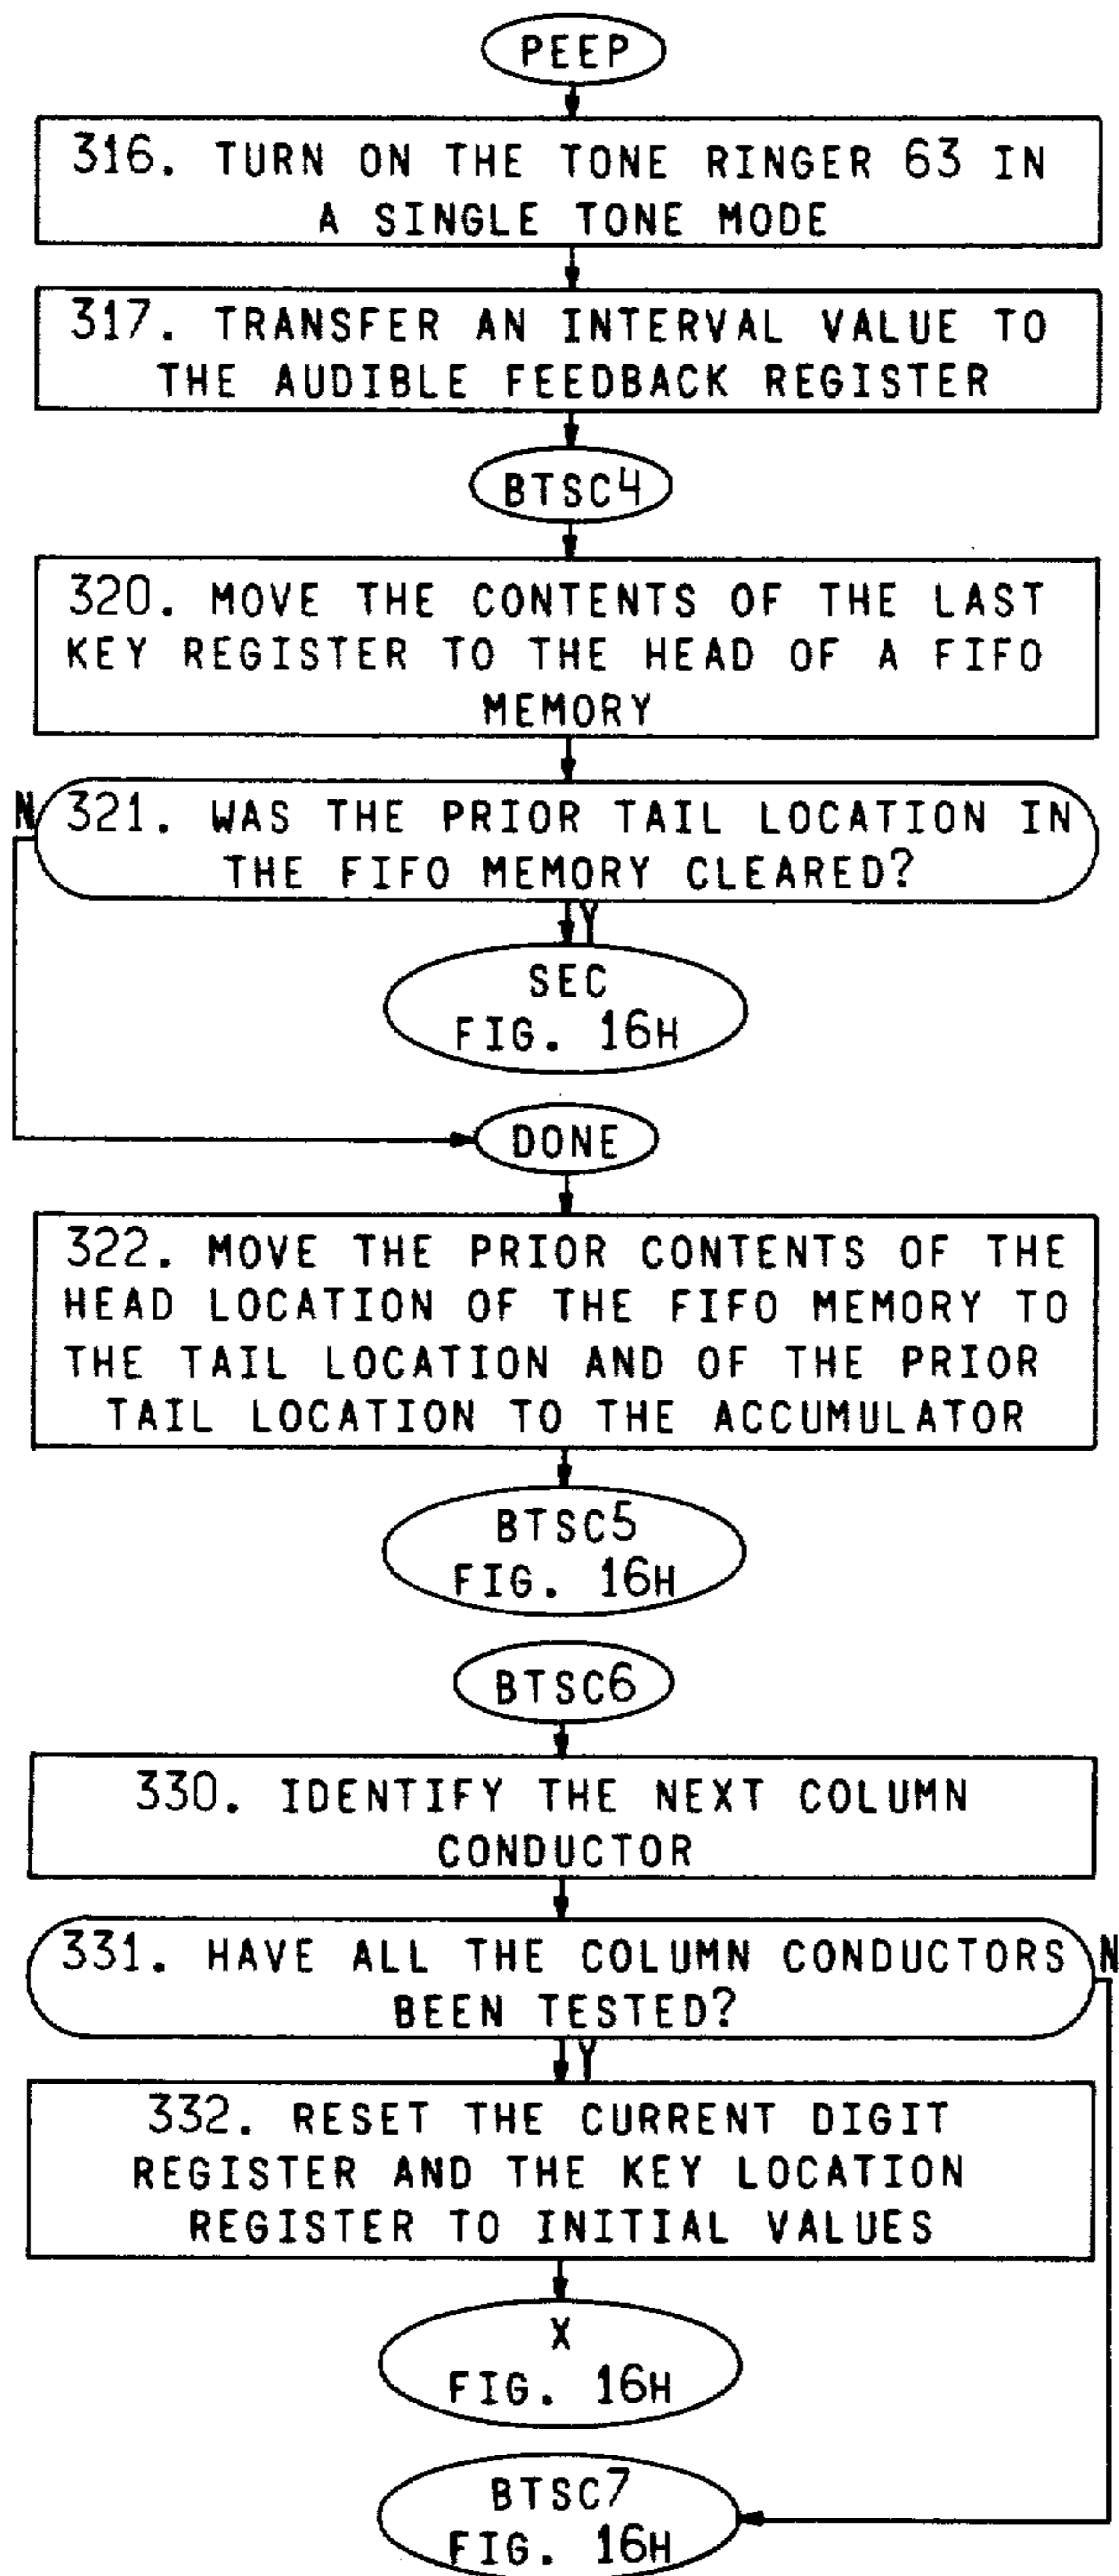 PEEP
316. TURN ON THE TONE RINGER 63 IN
A SINGLE TONE MODE
317. TRANSFER AN INTERVAL VALUE TO
THE AUDIBLE FEEDBACK REGISTER
BTSC4
320. MOVE THE CONTENTS OF THE LAST
KEY REGISTER TO THE HEAD OF A FIFO
MEMORY
N
321. WAS THE PRIOR TAIL LOCATION IN
THE FIFO MEMORY CLEARED?
Y
SEC
FIG. 16H
DONE
322. MOVE THE PRIOR CONTENTS OF THE
HEAD LOCATION OF THE FIFO MEMORY TO
THE TAIL LOCATION AND OF THE PRIOR
TAIL LOCATION TO THE ACCUMULATOR
BTSC5
FIG. 16H
BTSC6
330. IDENTIFY THE NEXT COLUMN
CONDUCTOR
331. HAVE ALL THE COLUMN CONDUCTORS
BEEN TESTED?
N
Y
332. RESET THE CURRENT DIGIT
REGISTER AND THE KEY LOCATION
REGISTER TO INITIAL VALUES
X
FIG. 16H
BTSC7
FIG. 16H